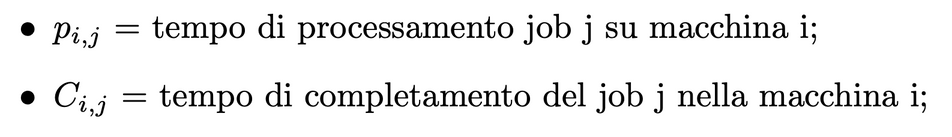 • p_{i,j} = tempo di processamento job j su macchina i;
• C_{i,j} = tempo di completamento del job j nella macchina i;